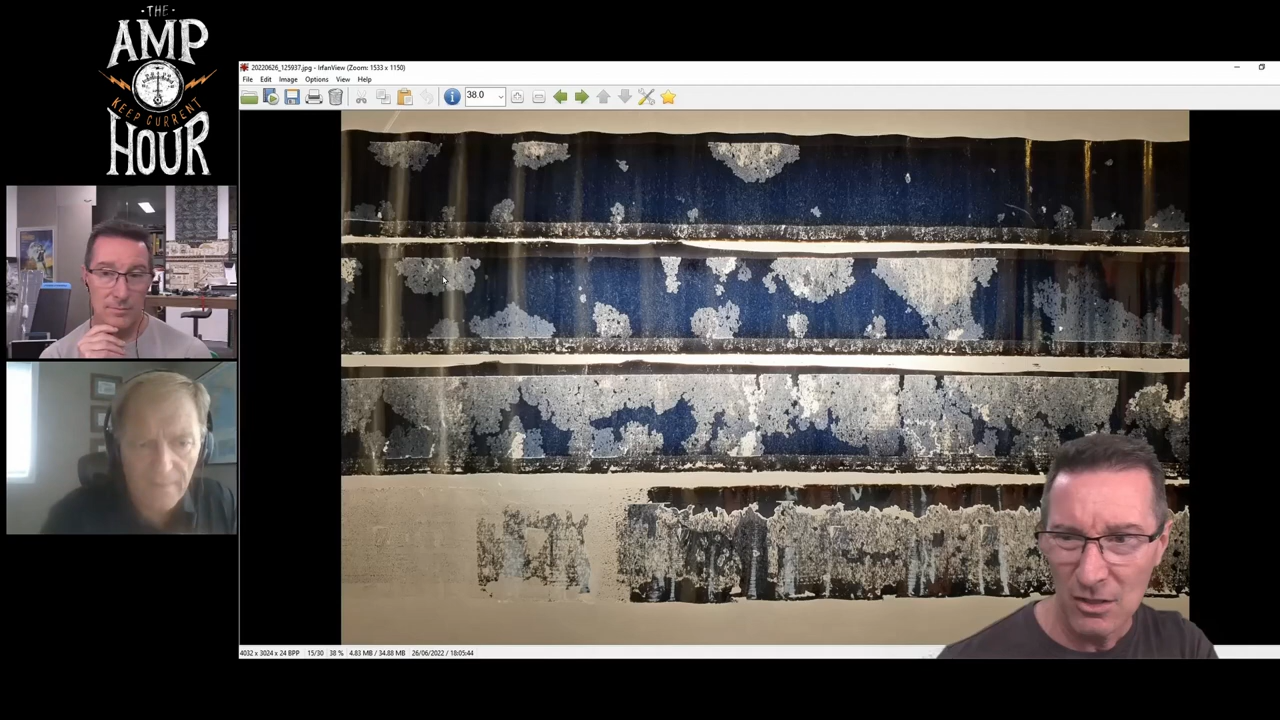 ·THE·
AMP
KEEP CURRENT
HOUR
20220626_125937.jpg - IrfanView (Zoom: 1533 x 1150)
File Edit Image Options View Help
38.0
4032 x 3024 x 24 BPP 15/30 38 % 4.83 MB / 34.88 MB 26/06/2022 / 18:05:44